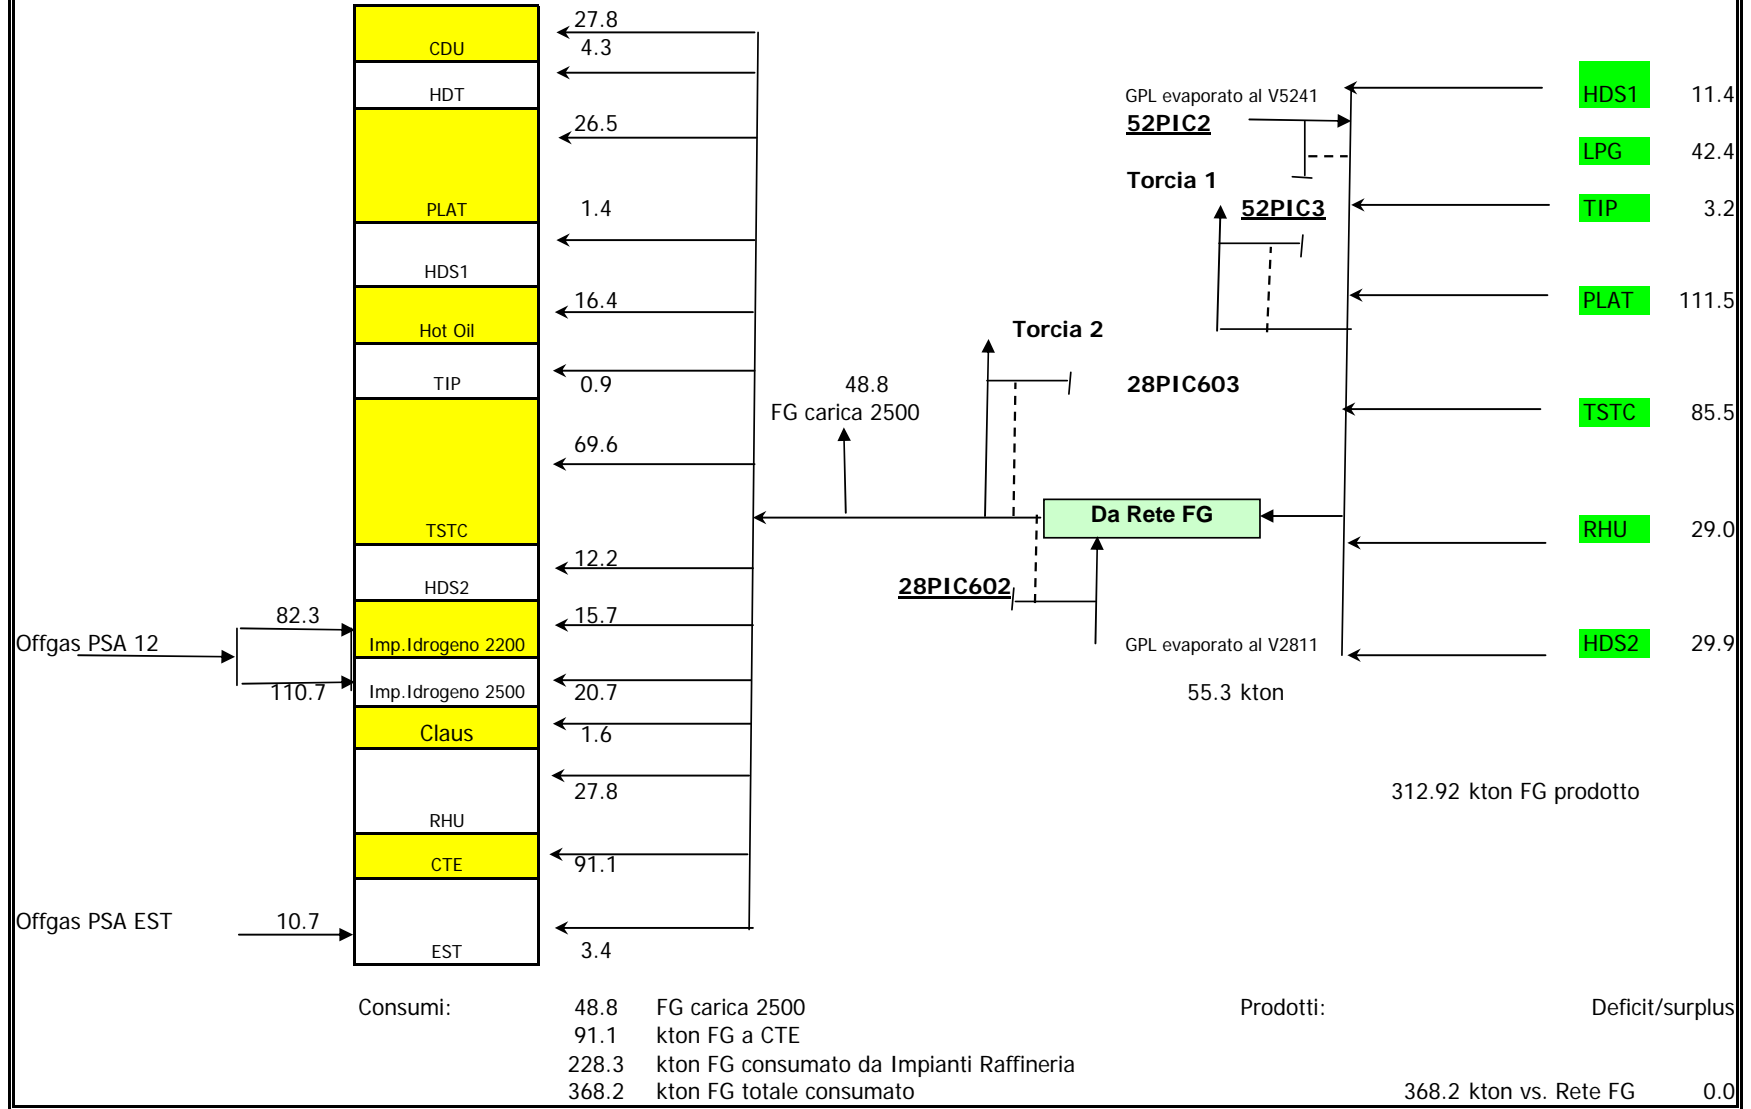 27.8
CDU
4.3
HDT
26.5
PLAT
1.4
HDS1
16.4
Hot Oil
TIP
0.9
69.6
TSTC
12.2
HDS2
15.7
Imp.Idrogeno 2200
Imp.Idrogeno 2500
20.7
Claus
1.6
27.8
RHU
CTE
91.1
EST
3.4
Offgas PSA 12
82.3
110.7
Offgas PSA EST
10.7
48.8
FG carica 2500
Torcia 2
28PIC603
Da Rete FG
28PIC602
GPL evaporato al V2811
55.3 kton
GPL evaporato al V5241
52PIC2
Torcia 1
52PIC3
HDS1 11.4
LPG 42.4
TIP 3.2
PLAT 111.5
TSTC 85.5
RHU 29.0
HDS2 29.9
312.92 kton FG prodotto
Consumi: 48.8 FG carica 2500 Prodotti: Deficit/surplus
91.1 kton FG a CTE
228.3 kton FG consumato da Impianti Raffineria
368.2 kton FG totale consumato 368.2 kton vs. Rete FG 0.0